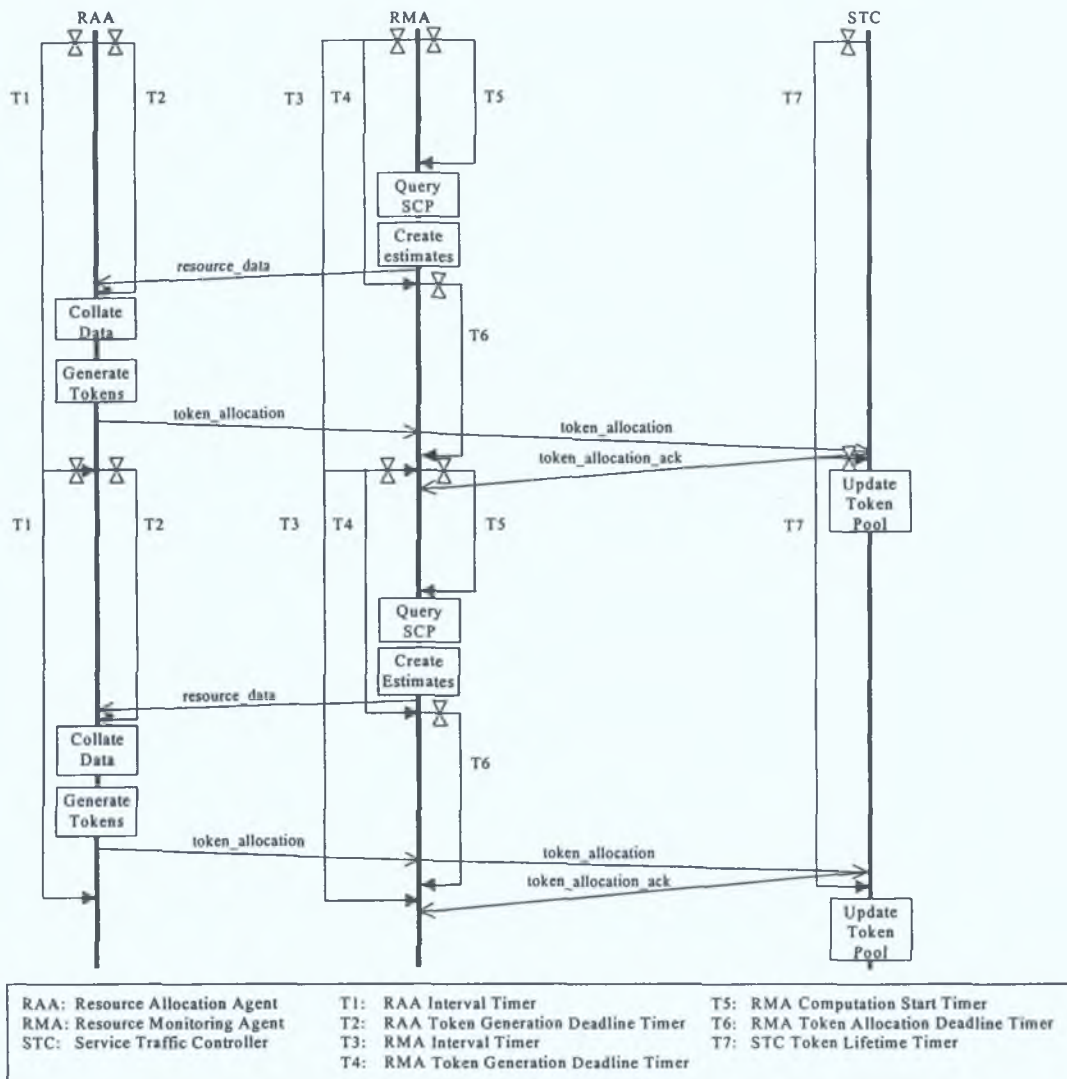 RAA
RMA
STC
T1
T2
T3
T4
T5
T7
Query
SCP
Create
estimates
resource_data
Collate
Data
T6
Generate
Tokens
token_allocation
token_allocation
token_allocation_ack
Update
Token
Pool
T1
T2
T3
T4
T5
T7
Query
SCP
Create
Estimates
resource_data
Collate
Data
T6
Generate
Tokens
token_allocation
token_allocation
token_allocation_ack
Update
Token
Pool
RAA: Resource Allocation Agent
RMA: Resource Monitoring Agent
STC: Service Traffic Controller
T1: RAA Interval Timer
T2: RAA Token Generation Deadline Timer
T3: RMA Interval Timer
T4: RMA Token Generation Deadline Timer
T5: RMA Computation Start Timer
T6: RMA Token Allocation Deadline Timer
T7: STC Token Lifetime Timer